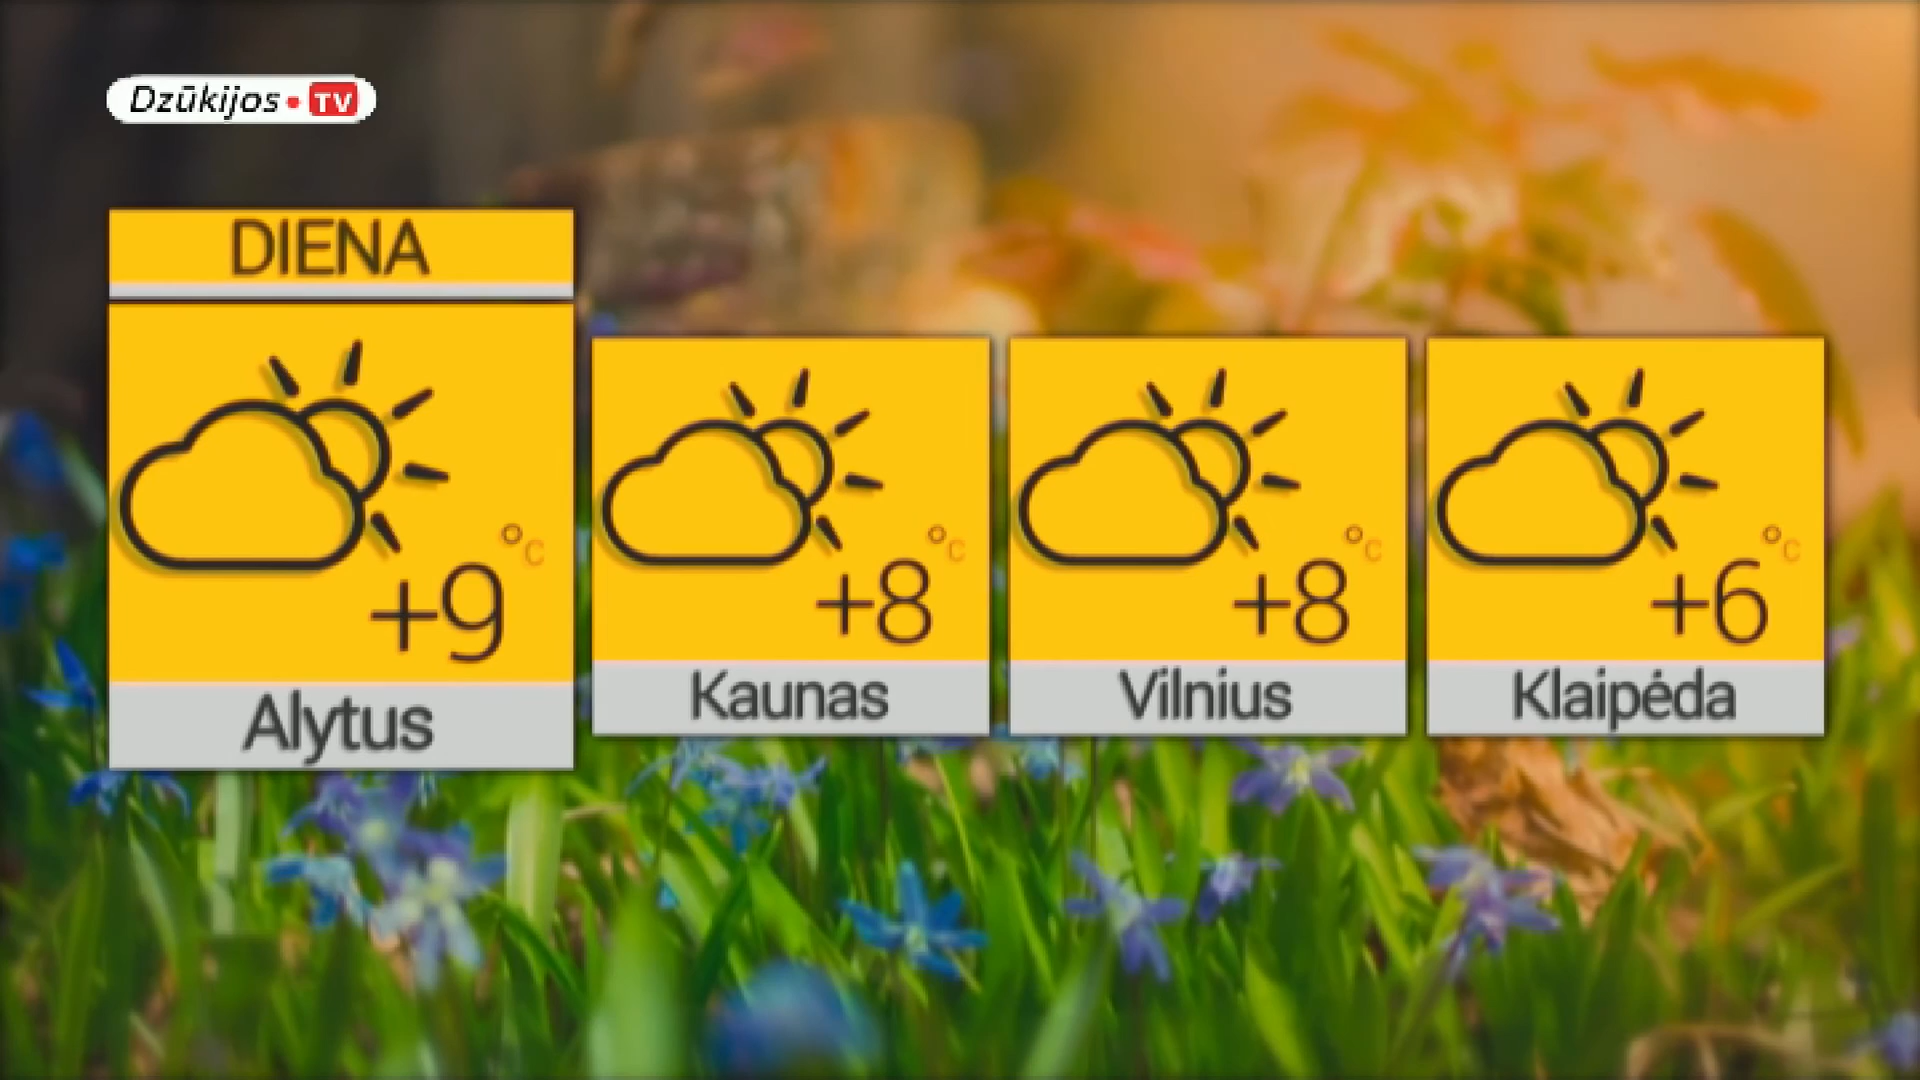 Dzūkijos TV
DIENA
+9 °C
Alytus
+8 °C
Kaunas
+8 °C
Vilnius
+6 °C
Klaipėda